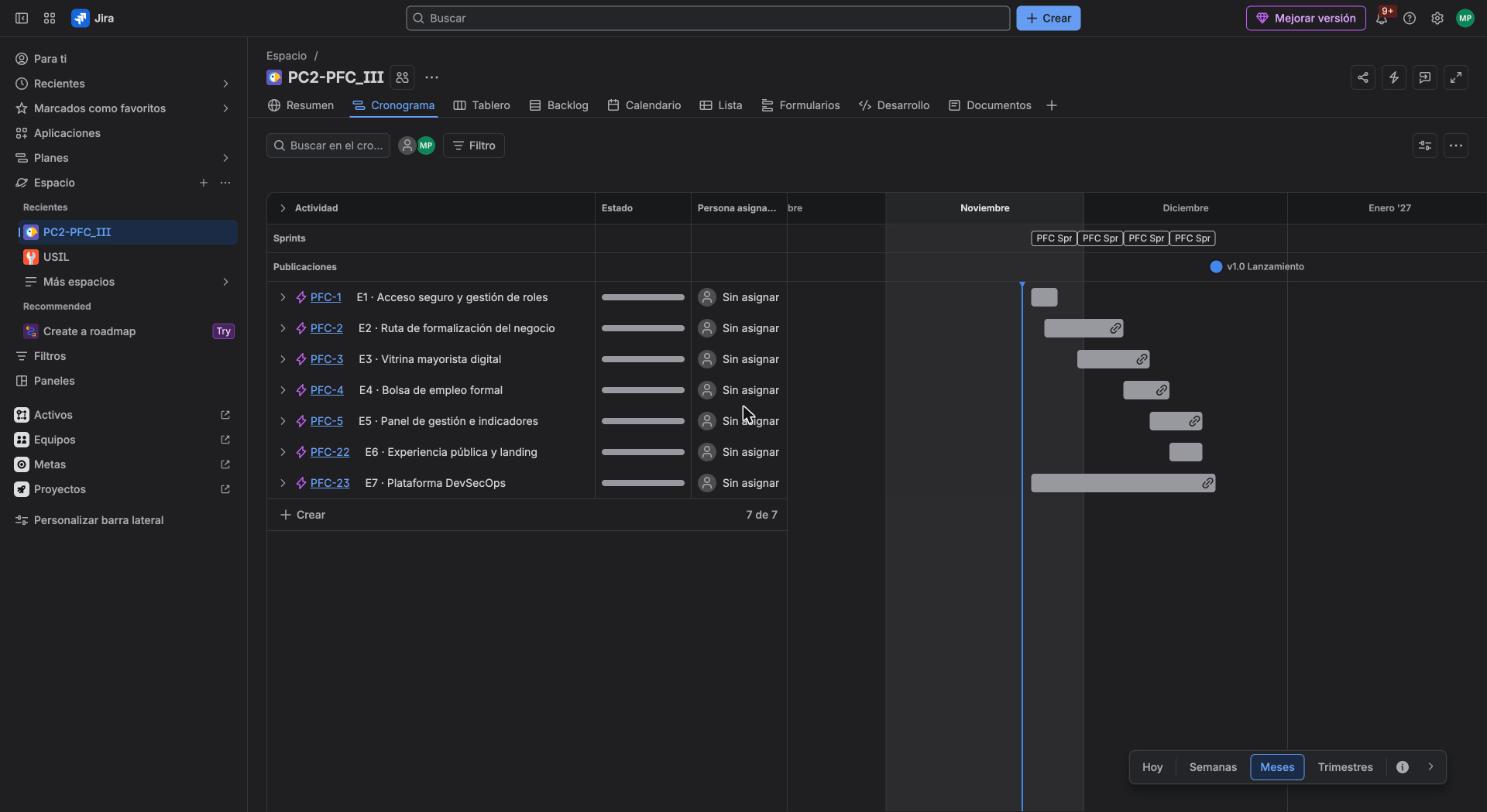 Jira
Buscar
Crear
Mejorar versión
9+
MP
Para ti
Recientes
Marcados como favoritos
Aplicaciones
Planes
Espacio
Recientes
PC2-PFC_III
USIL
Más espacios
Recommended
Create a roadmap
Try
Filtros
Paneles
Activos
Equipos
Metas
Proyectos
Personalizar barra lateral
Espacio /
PC2-PFC_III
Resumen Cronograma Tablero Backlog Calendario Lista Formularios Desarrollo Documentos
Buscar en el cro... MP Filtro
Actividad Estado Persona asigna... bre Noviembre Diciembre Enero '27
Sprints PFC Spr PFC Spr PFC Spr PFC Spr
Publicaciones v1.0 Lanzamiento
PFC-1 E1 · Acceso seguro y gestión de roles Sin asignar
PFC-2 E2 · Ruta de formalización del negocio Sin asignar
PFC-3 E3 · Vitrina mayorista digital Sin asignar
PFC-4 E4 · Bolsa de empleo formal Sin asignar
PFC-5 E5 · Panel de gestión e indicadores Sin asignar
PFC-22 E6 · Experiencia pública y landing Sin asignar
PFC-23 E7 · Plataforma DevSecOps Sin asignar
Crear 7 de 7
Hoy Semanas Meses Trimestres